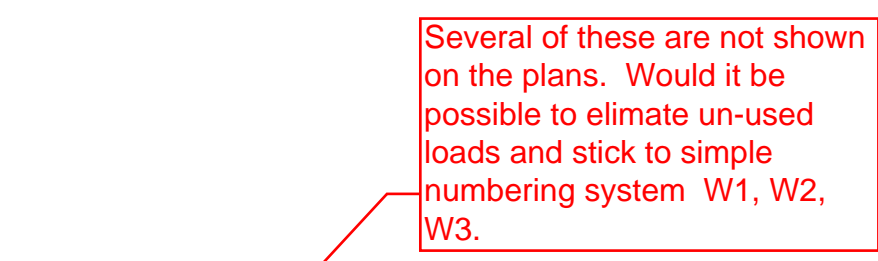 Several of these are not shown
on the plans.  Would it be
possible to elimate un-used
loads and stick to simple
numbering system  W1, W2,
W3.